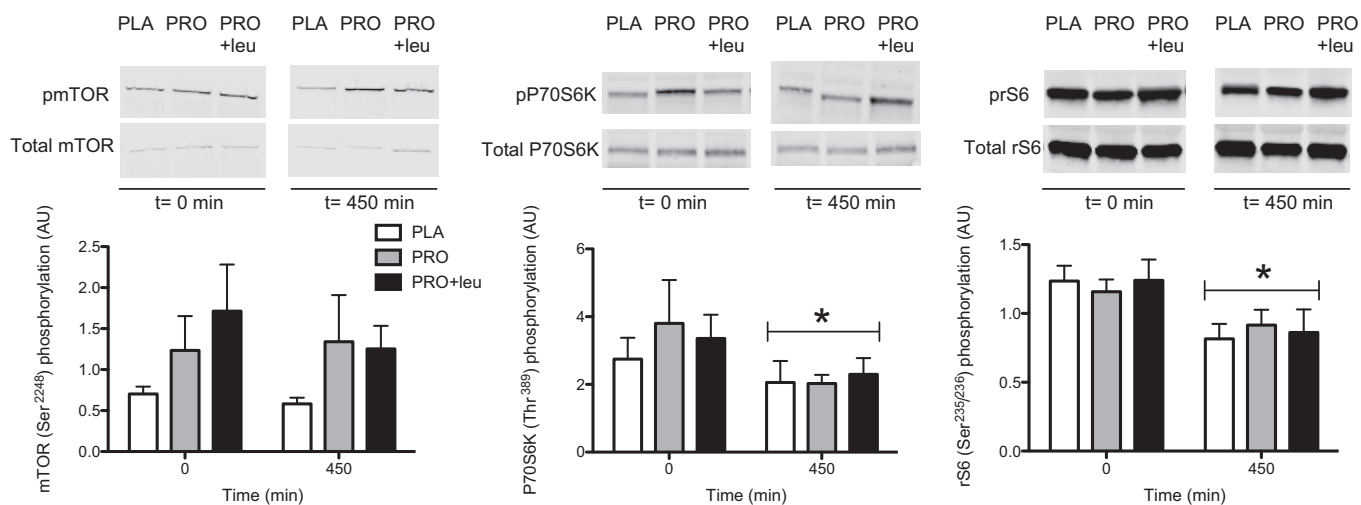 PLA PRO PRO
+leu
PLA PRO PRO
+leu
pmTOR
Total mTOR
t= 0 min
t= 450 min
mTOR (Ser2248) phosphorylation (AU)
2.5
2.0
1.5
1.0
0.5
0.0
0
450
Time (min)
PLA
PRO
PRO+leu
PLA PRO PRO
+leu
PLA PRO PRO
+leu
pP70S6K
Total P70S6K
t= 0 min
t= 450 min
P70S6K (Thr389) phosphorylation (AU)
6
4
2
0
*
0
450
Time (min)
PLA PRO PRO
+leu
PLA PRO PRO
+leu
prS6
Total rS6
t= 0 min
t= 450 min
rS6 (Ser235/236) phosphorylation (AU)
1.5
1.0
0.5
0.0
*
0
450
Time (min)